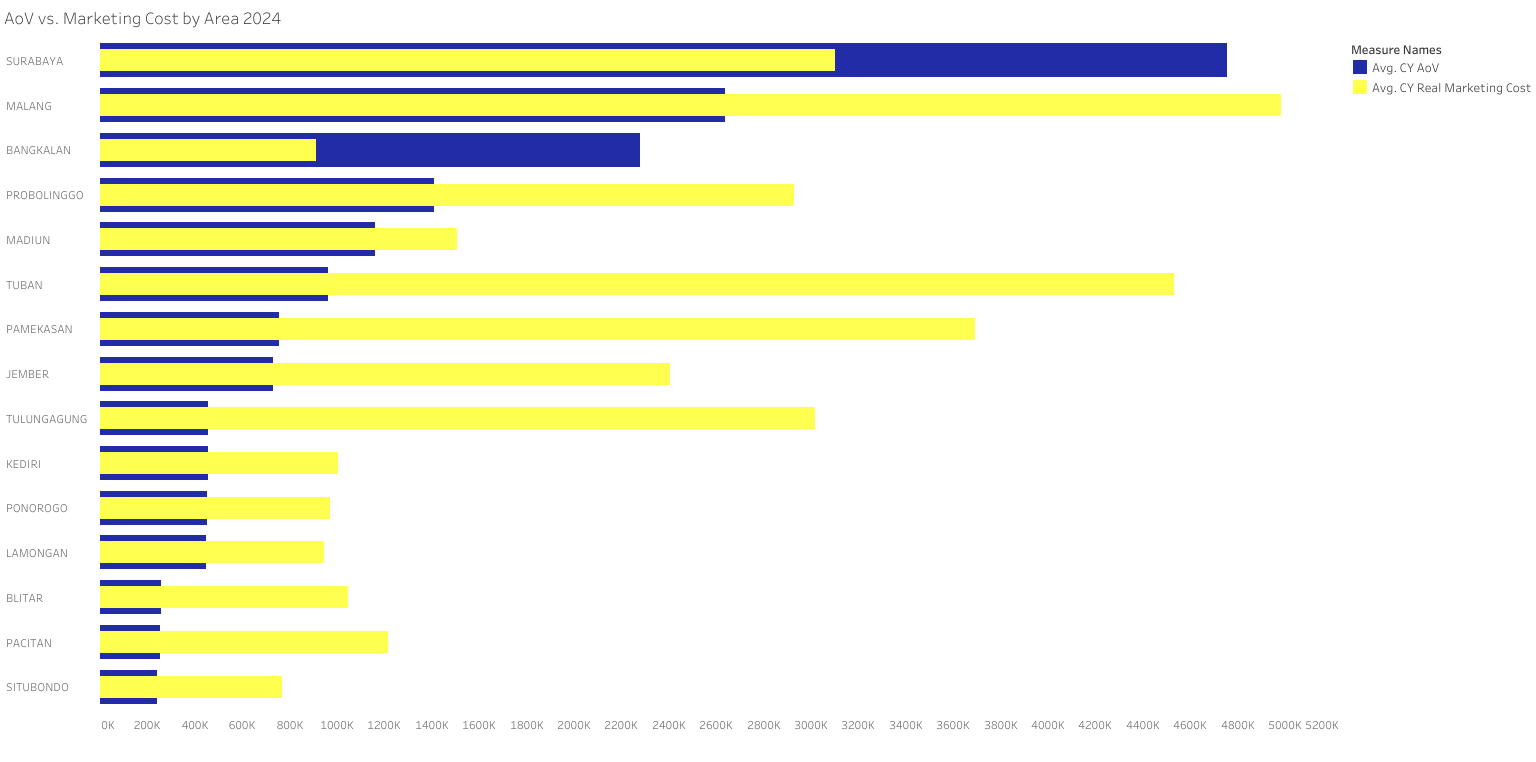 AoV vs. Marketing Cost by Area 2024
Measure Names
Avg. CY AoV
Avg. CY Real Marketing Cost
SURABAYA
MALANG
BANGKALAN
PROBOLINGGO
MADIUN
TUBAN
PAMEKASAN
JEMBER
TULUNGAGUNG
KEDIRI
PONOROGO
LAMONGAN
BLITAR
PACITAN
SITUBONDO
0K 200K 400K 600K 800K 1000K 1200K 1400K 1600K 1800K 2000K 2200K 2400K 2600K 2800K 3000K 3200K 3400K 3600K 3800K 4000K 4200K 4400K 4600K 4800K 5000K 5200K